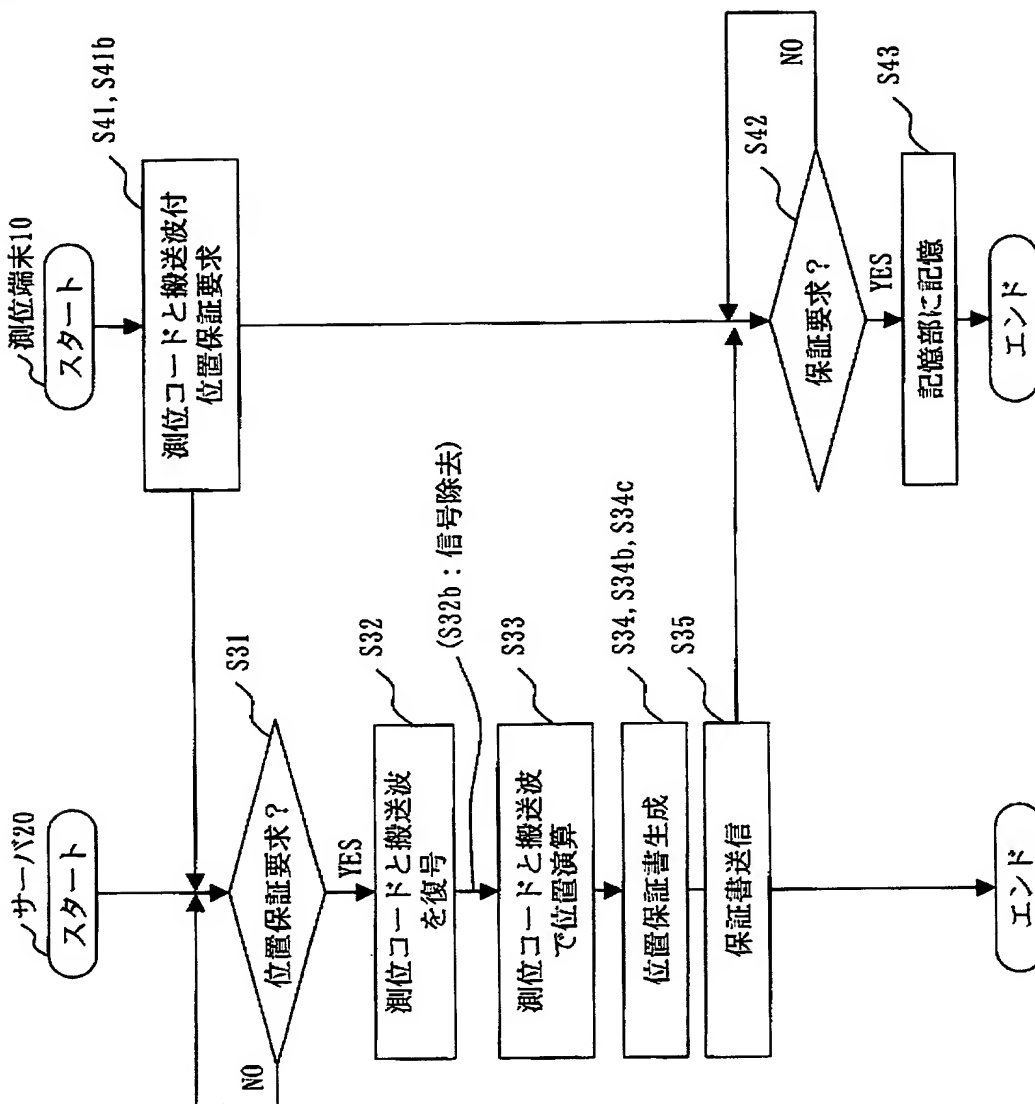 サーバ20
スタート
位置保証要求?
S31
NO
YES
測位コードと搬送波
を復号
S32
(S32b:信号除去)
測位コードと搬送波
で位置演算
S33
位置保証書生成
S34, S34b, S34c
保証書送信
S35
エンド
測位端末10
スタート
測位コードと搬送波付
位置保証要求
S41, S41b
保証要求?
S42
NO
YES
記憶部に記憶
S43
エンド